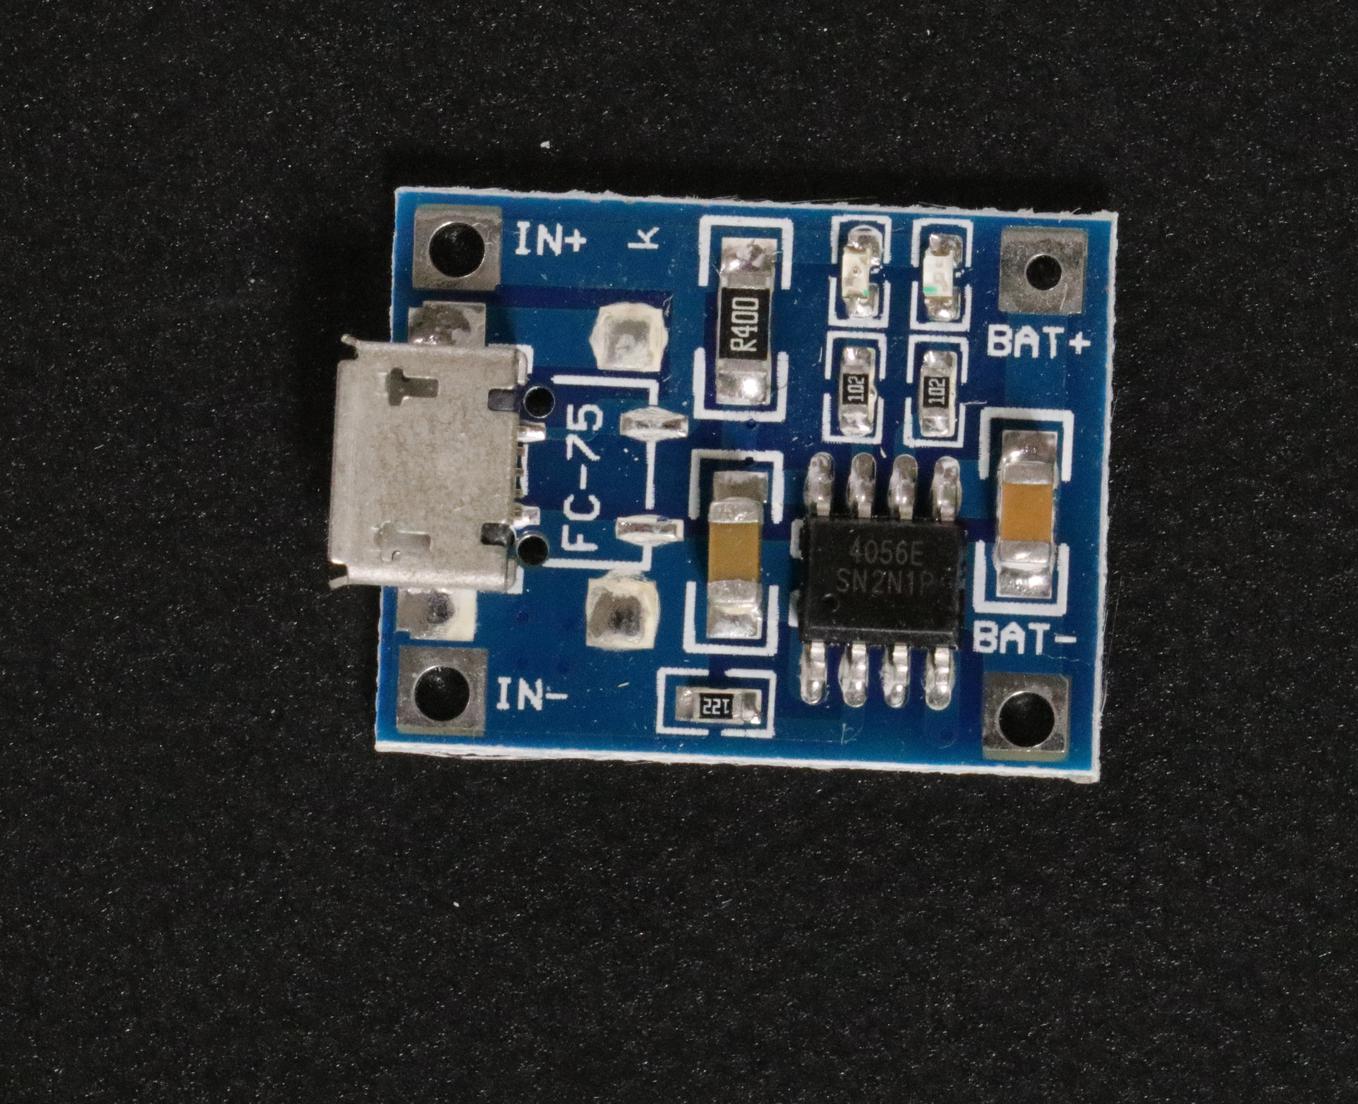 IN+
k
R400
BAT+
102
102
FC-75
4056E
SN2N1P
BAT-
IN-
122